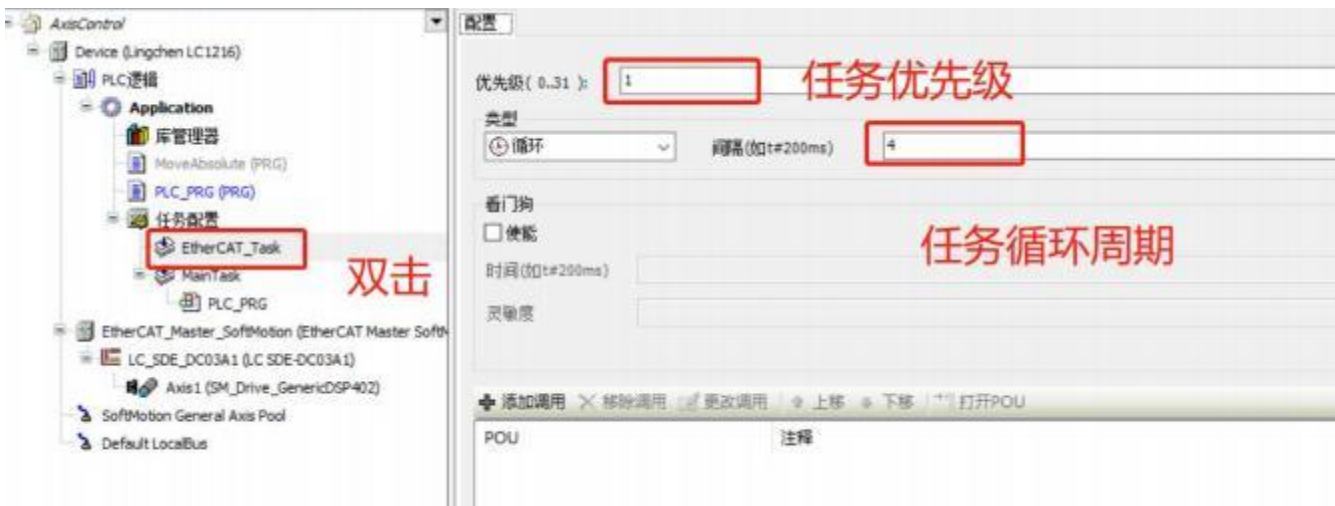 AxisControl
Device (Lingchen LC1216)
PLC逻辑
Application
库管理器
MoveAbsolute (PRG)
PLC_PRG (PRG)
任务配置
EtherCAT_Task
双击
MainTask
PLC_PRG
EtherCAT_Master_SoftMotion (EtherCAT Master Soft
LC_SDE_DC03A1 (LC SDE-DC03A1)
Axis1 (SM_Drive_GenericDSP402)
SoftMotion General Axis Pool
Default LocalBus
配置
优先级( 0..31 ): 1
任务优先级
类型
循环 间隔(如t#200ms) 4
看门狗
使能
任务循环周期
时间(如t#200ms)
灵敏度
添加调用 移除调用 更改调用 上移 下移 打开POU
POU 注释